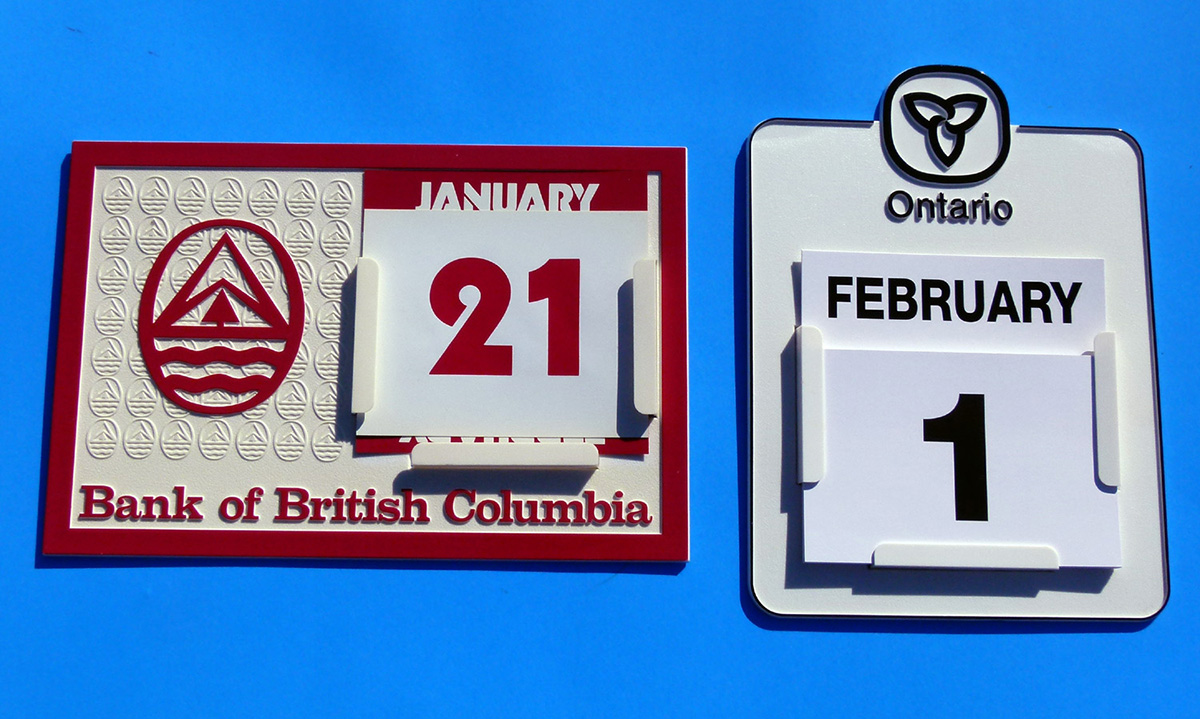 JANUARY
21
Bank of British Columbia
Ontario
FEBRUARY
1